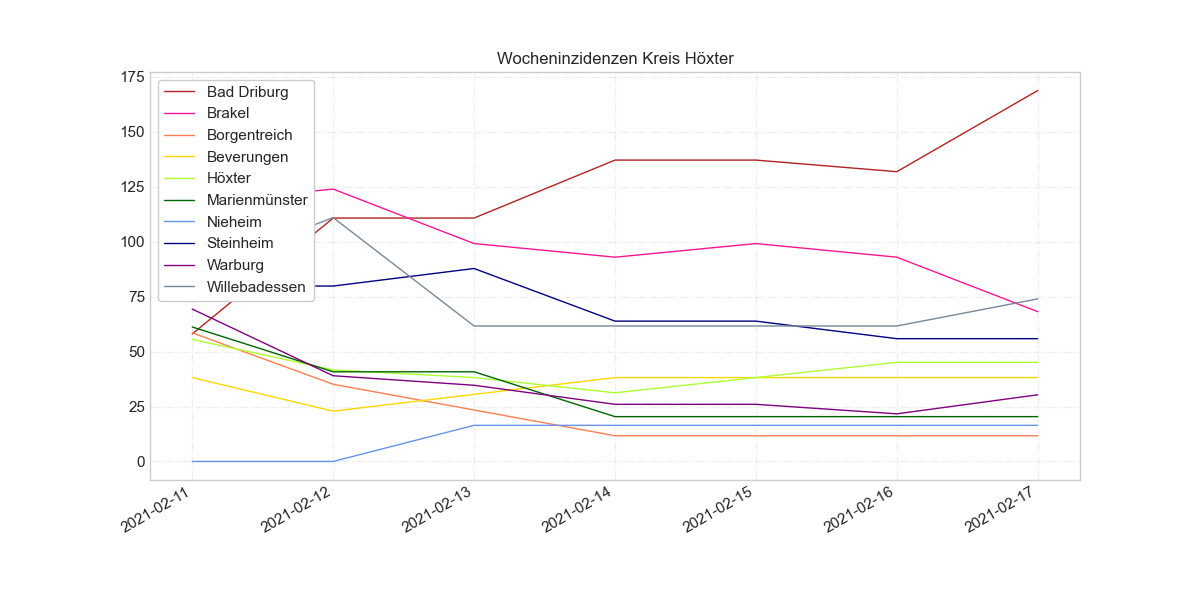 Wocheninzidenzen Kreis Höxter
175
150
125
100
75
50
25
0
Bad Driburg
Brakel
Borgentreich
Beverungen
Höxter
Marienmünster
Nieheim
Steinheim
Warburg
Willebadessen
2021-02-11
2021-02-12
2021-02-13
2021-02-14
2021-02-15
2021-02-16
2021-02-17